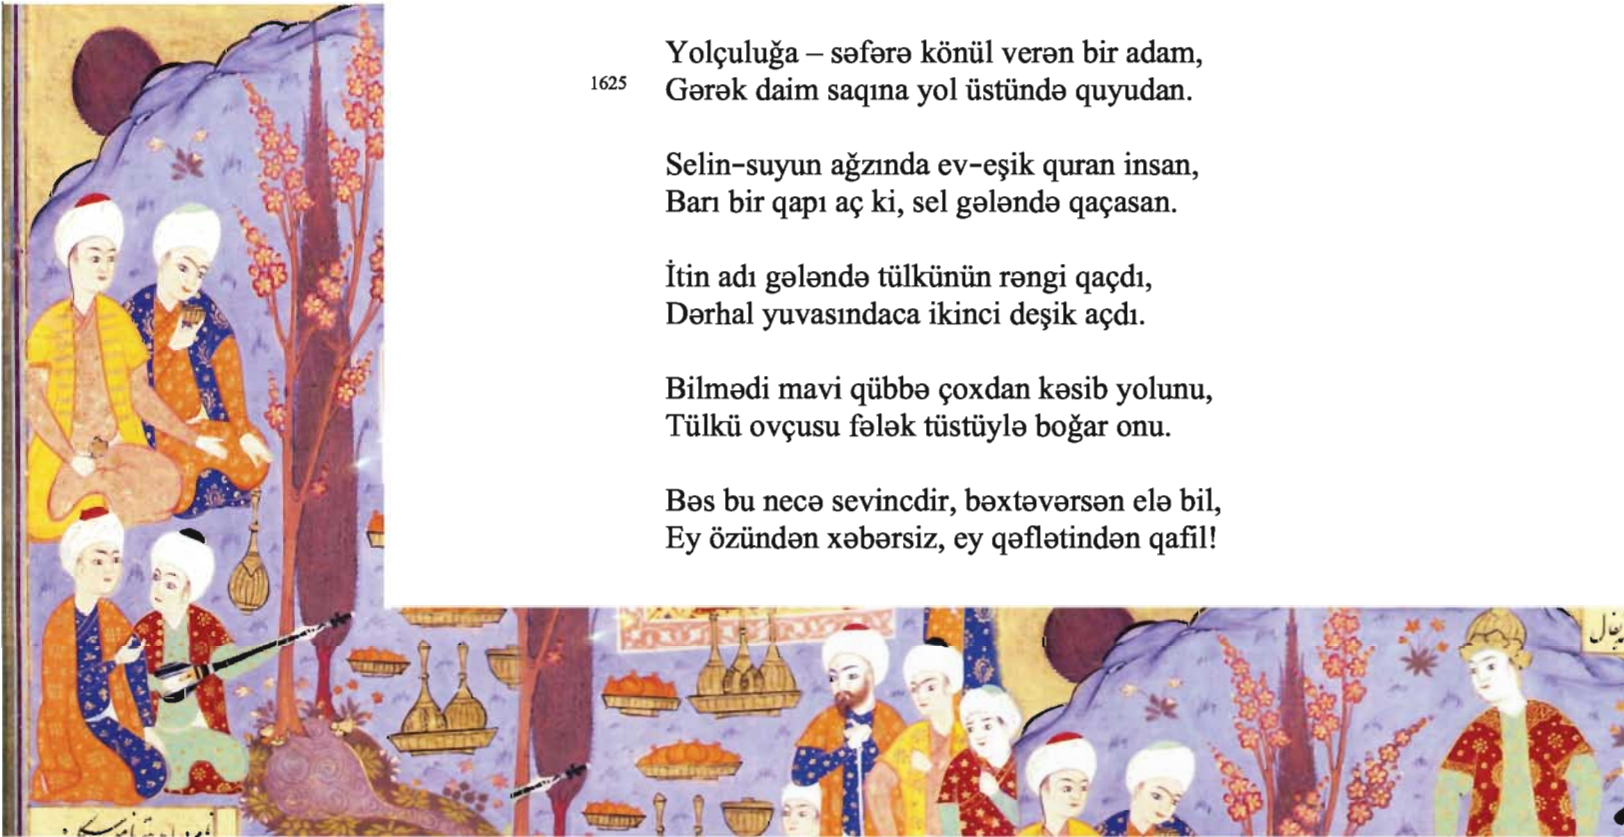 Yolçuluğa – səfərə könül verən bir adam,
1625 Gərək daim saqına yol üstündə quyudan.
Selin-suyun ağzında ev-eşik quran insan,
Barı bir qapı aç ki, sel gələndə qaçasan.
İtin adı gələndə tülkünün rəngi qaçdı,
Dərhal yuvasındaca ikinci deşik açdı.
Bilmədi mavi qübbə çoxdan kəsib yolunu,
Tülkü ovçusu fələk tüstüylə boğar onu.
Bəs bu necə sevincdir, bəxtəvərsən elə bil,
Ey özündən xəbərsiz, ey qəflətindən qafil!